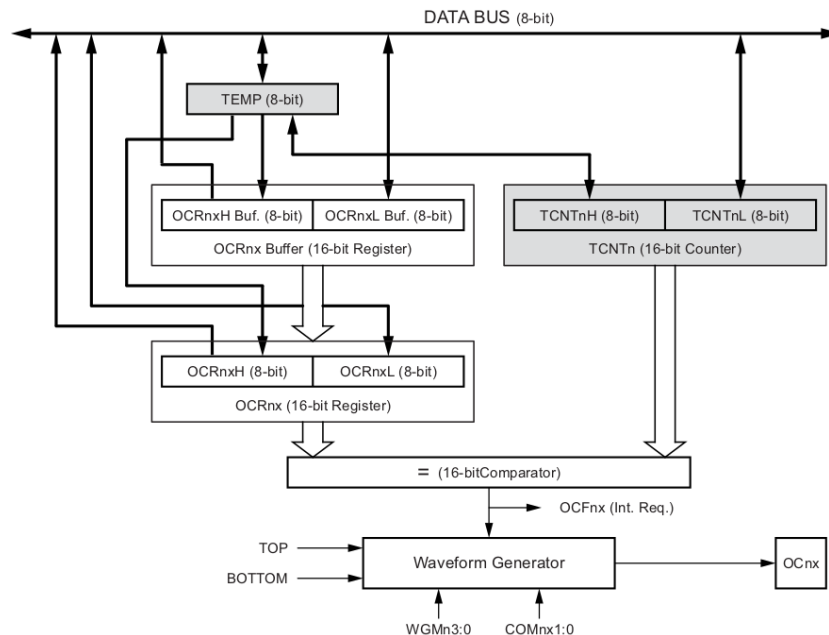 DATA BUS (8-bit)
TEMP (8-bit)
OCRnxH Buf. (8-bit) OCRnxL Buf. (8-bit)
OCRnx Buffer (16-bit Register)
TCNTnH (8-bit) TCNTnL (8-bit)
TCNTn (16-bit Counter)
OCRnxH (8-bit) OCRnxL (8-bit)
OCRnx (16-bit Register)
= (16-bitComparator)
OCFnx (Int. Req.)
TOP
BOTTOM
Waveform Generator
OCnx
WGMn3:0 COMnx1:0